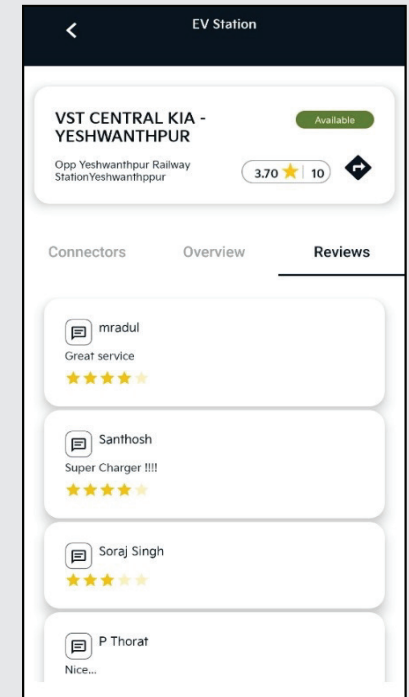 EV Station
VST CENTRAL KIA -
YESHWANTHPUR
Available
Opp Yeshwanthpur Railway
StationYeshwanthppur
3.70 | 10
Connectors
Overview
Reviews
mradul
Great service
Santhosh
Super Charger !!!!
Soraj Singh
P Thorat
Nice...